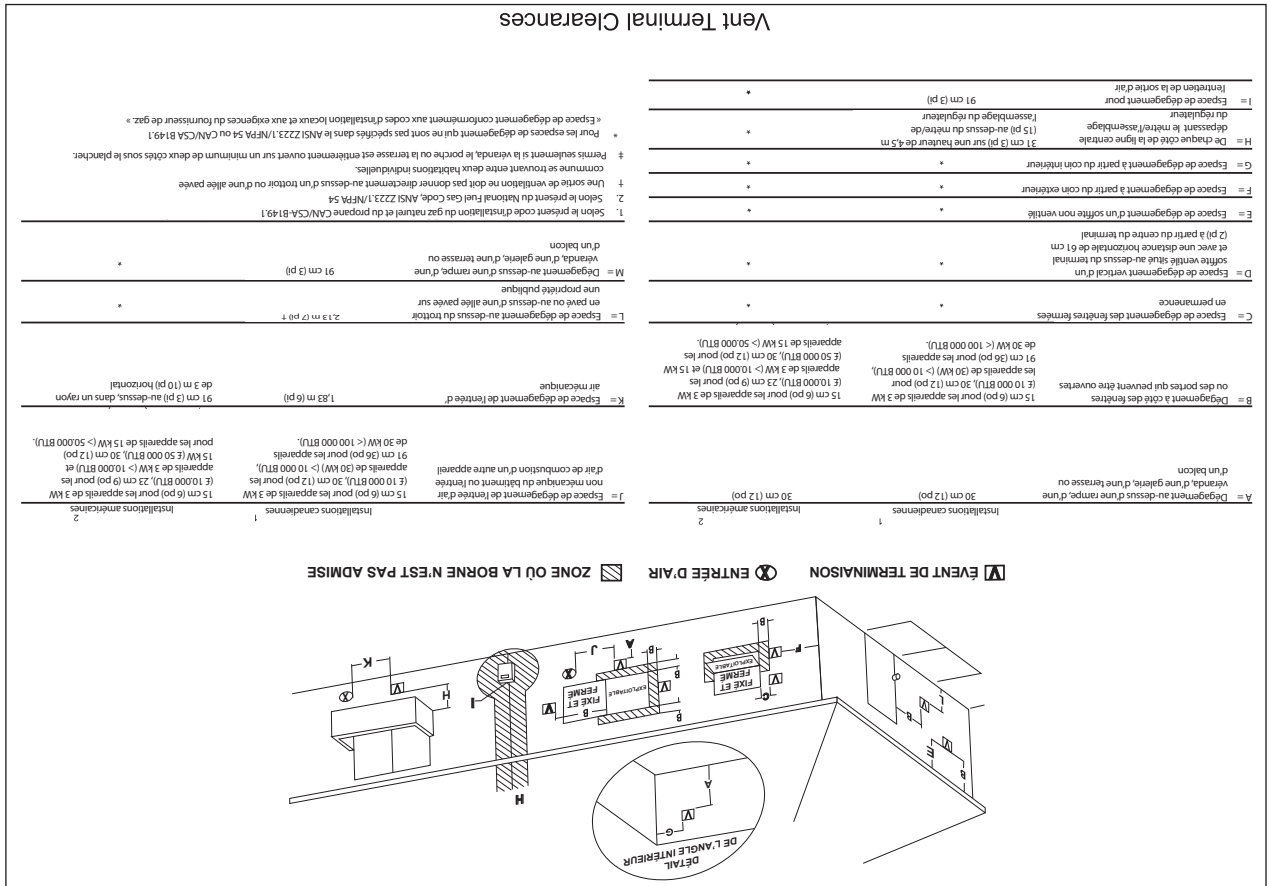 DÉTAIL
DE L'ANGLE INTÉRIEUR
G
V
A
H
B
E
V
B
V
L
F
V
B
C
V
FIXÉ ET
FERMÉ
EXPLOITABLE
B
B
V
EXPLOITABLE
FIXÉ ET
FERMÉ
B
V
B
V
A
J
X
I
H
V
K
X
V ÉVENT DE TERMINAISON
X ENTRÉE D'AIR
ZONE OÙ LA BORNE N'EST PAS ADMISE
Installations canadiennes 1
Installations américaines 2
A = Dégagement au-dessus d'une rampe, d'une
véranda, d'une galerie, d'une terrasse ou
d'un balcon
30 cm (12 po)
30 cm (12 po)
B = Dégagement à côté des fenêtres
ou des portes qui peuvent être ouvertes
15 cm (6 po) pour les appareils de 3 kW
(£ 10 000 BTU), 30 cm (12 po) pour
les appareils de (30 kW) (> 10 000 BTU),
91 cm (36 po) pour les appareils
de 30 kW (< 100 000 BTU).
15 cm (6 po) pour les appareils de 3 kW
(£ 10.000 BTU), 23 cm (9 po) pour les
appareils de 3 kW (> 10.000 BTU) et 15 kW
(£ 50 000 BTU), 30 cm (12 po) pour les
appareils de 15 kW (> 50.000 BTU).
C = Espace de dégagement des fenêtres fermées
en permanence
*
*
D = Espace de dégagement vertical d'un
soffite ventilé situé au-dessus du terminal
et avec une distance horizontale de 61 cm
(2 pi) à partir du centre du terminal
*
*
E = Espace de dégagement d'un soffite non ventilé
*
*
F = Espace de dégagement à partir du coin extérieur
*
*
G = Espace de dégagement à partir du coin intérieur
*
*
H = De chaque côté de la ligne centrale
dépassant le mètre/l'assemblage
du régulateur
31 cm (3 pi) sur une hauteur de 4,5 m
(15 pi) au-dessus du mètre/de
l'assemblage du régulateur
*
I = Espace de dégagement pour
l'entretien de la sortie d'air
91 cm (3 pi)
*
Installations canadiennes 1
Installations américaines 2
J = Espace de dégagement de l'entrée d'air
non mécanique du bâtiment ou l'entrée
d'air de combustion d'un autre appareil
15 cm (6 po) pour les appareils de 3 kW
(£ 10 000 BTU), 30 cm (12 po) pour les
appareils de (30 kW) (> 10 000 BTU),
91 cm (36 po) pour les appareils
de 30 kW (< 100 000 BTU).
15 cm (6 po) pour les appareils de 3 kW
(£ 10.000 BTU), 23 cm (9 po) pour les
appareils de 3 kW (> 10.000 BTU) et
15 kW (£ 50 000 BTU), 30 cm (12 po)
pour les appareils de 15 kW (> 50.000 BTU).
K = Espace de dégagement de l'entrée d'
air mécanique
1,83 m (6 pi)
91 cm (3 pi) au-dessus, dans un rayon
de 3 m (10 pi) horizontal
L = Espace de dégagement au-dessus du trottoir
en pavé ou au-dessus d'une allée pavée sur
une propriété publique
2,13 m (7 pi) †
*
M = Dégagement au-dessus d'une rampe, d'une
véranda, d'une galerie, d'une terrasse ou
d'un balcon
91 cm (3 pi)
*
1. Selon le présent code d'installation du gaz naturel et du propane CAN/CSA-B149.1
2. Selon le présent du National Fuel Gas Code, ANSI Z223.1/NFPA 54
† Une sortie de ventilation ne doit pas donner directement au-dessus d'un trottoir ou d'une allée pavée
commune se trouvant entre deux habitations individuelles.
‡ Permis seulement si la véranda, le porche ou la terrasse est entièrement ouvert sur un minimum de deux côtés sous le plancher.
* Pour les espaces de dégagement qui ne sont pas spécifiés dans le ANSI Z223.1/NFPA 54 ou CAN/CSA B149.1
« Espace de dégagement conformément aux codes d'installation locaux et aux exigences du fournisseur de gaz. »
Vent Terminal Clearances